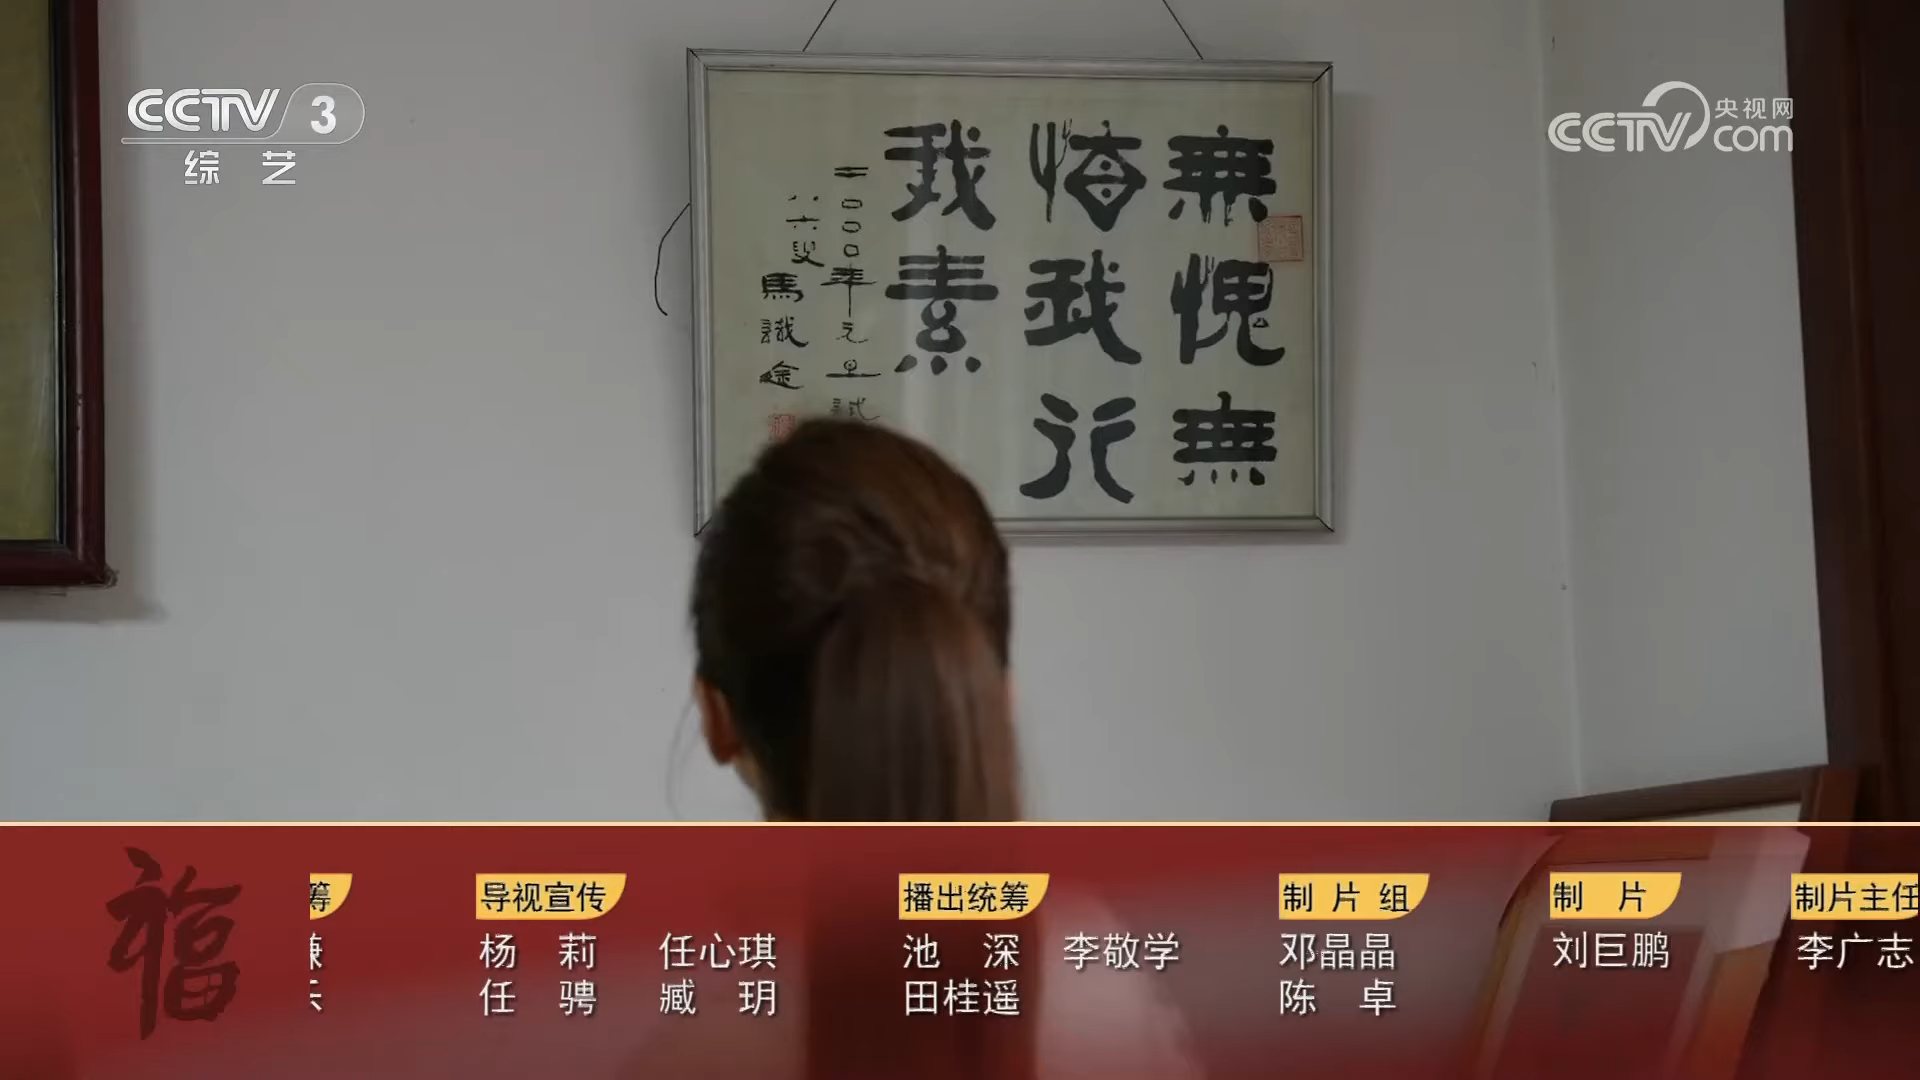 CCTV 3
综 艺
央视网
CCTV com
無愧無
悔我行
我素
二〇〇〇年元旦試
八六叟
馬識途
福
筹
导视宣传
杨 莉 任心琪
任 骋 臧 玥
播出统筹
池 深 李敬学
田桂遥
制 片 组
邓晶晶
陈 卓
制 片
刘巨鹏
制片主任
李广志